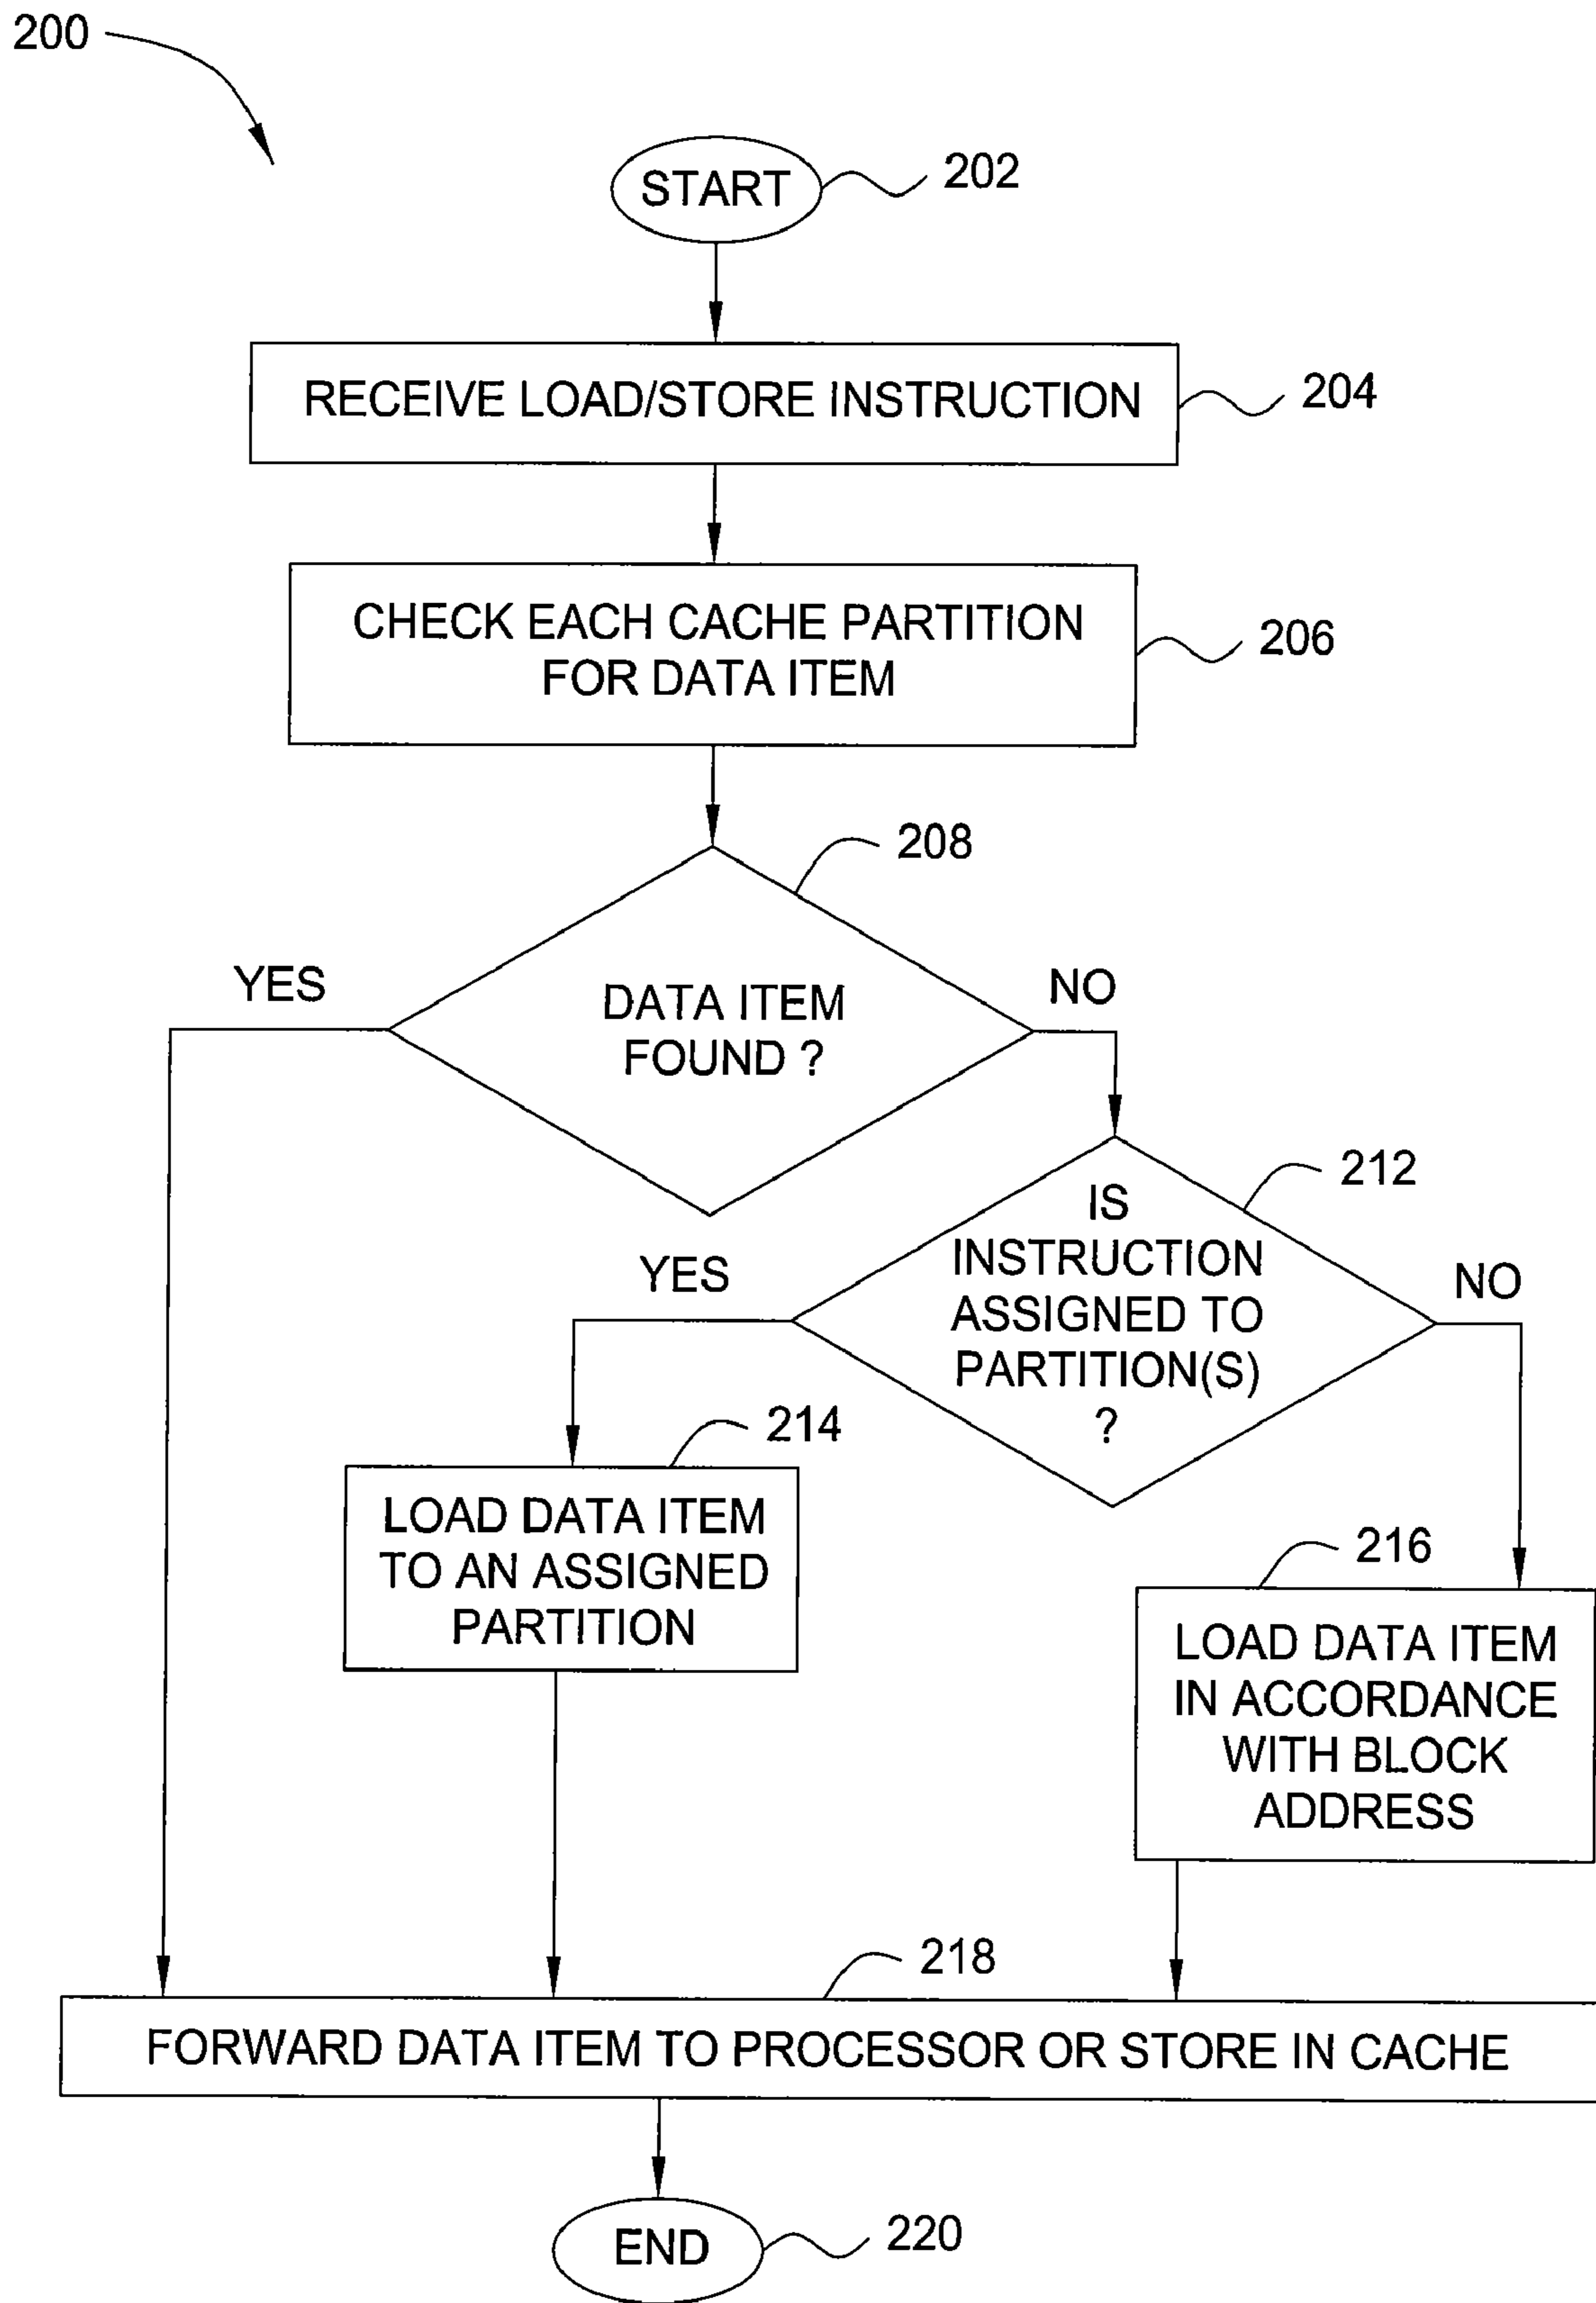 200
START
202
RECEIVE LOAD/STORE INSTRUCTION
204
CHECK EACH CACHE PARTITION
FOR DATA ITEM
206
208
YES
NO
DATA ITEM
FOUND ?
212
IS
INSTRUCTION
ASSIGNED TO
PARTITION(S)
?
YES
NO
214
LOAD DATA ITEM
TO AN ASSIGNED
PARTITION
216
LOAD DATA ITEM
IN ACCORDANCE
WITH BLOCK
ADDRESS
218
FORWARD DATA ITEM TO PROCESSOR OR STORE IN CACHE
END
220